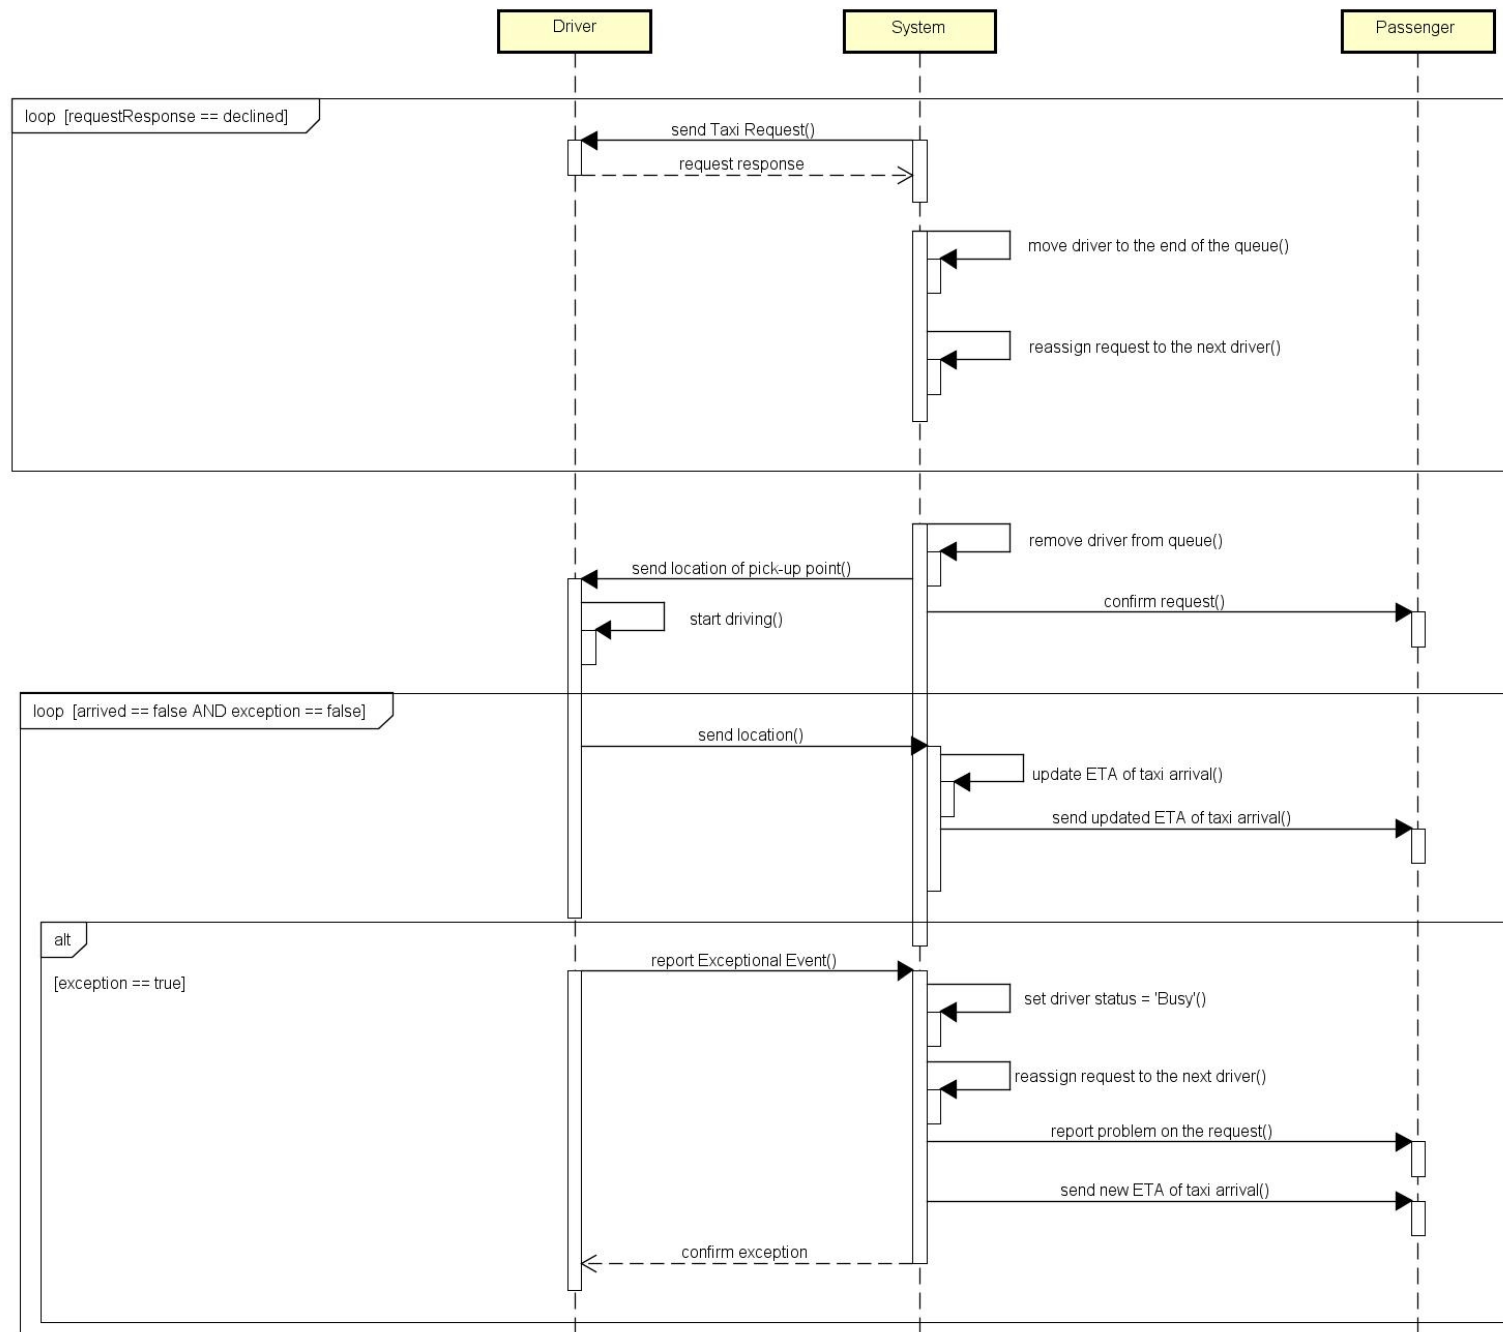 Driver
System
Passenger
loop [requestResponse == declined]
send Taxi Request()
request response
move driver to the end of the queue()
reassign request to the next driver()
remove driver from queue()
send location of pick-up point()
confirm request()
start driving()
loop [arrived == false AND exception == false]
send location()
update ETA of taxi arrival()
send updated ETA of taxi arrival()
alt
report Exceptional Event()
[exception == true]
set driver status = 'Busy'()
reassign request to the next driver()
report problem on the request()
send new ETA of taxi arrival()
confirm exception